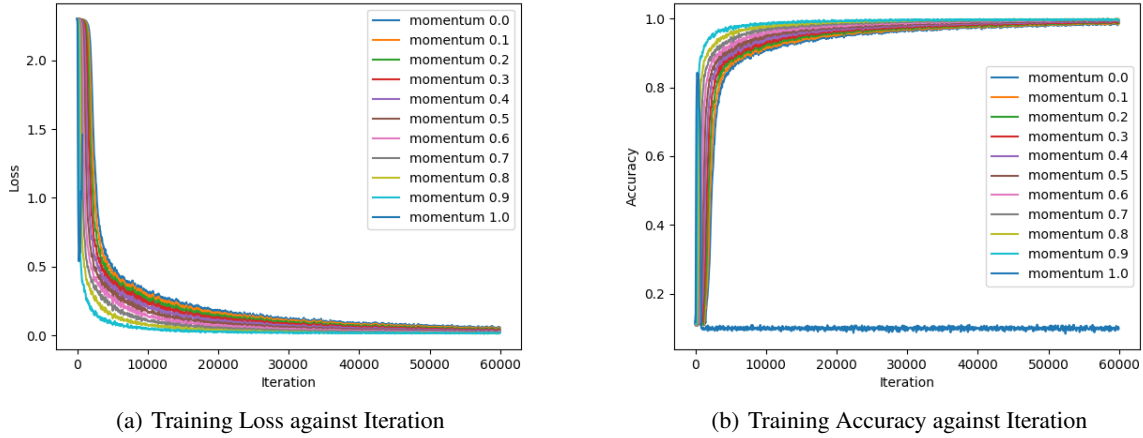 2.0
1.5
1.0
0.5
0.0
Loss
0
10000
20000
30000
40000
50000
60000
Iteration
momentum 0.0
momentum 0.1
momentum 0.2
momentum 0.3
momentum 0.4
momentum 0.5
momentum 0.6
momentum 0.7
momentum 0.8
momentum 0.9
momentum 1.0
(a) Training Loss against Iteration
1.0
0.8
0.6
0.4
0.2
Accuracy
0
10000
20000
30000
40000
50000
60000
Iteration
momentum 0.0
momentum 0.1
momentum 0.2
momentum 0.3
momentum 0.4
momentum 0.5
momentum 0.6
momentum 0.7
momentum 0.8
momentum 0.9
momentum 1.0
(b) Training Accuracy against Iteration